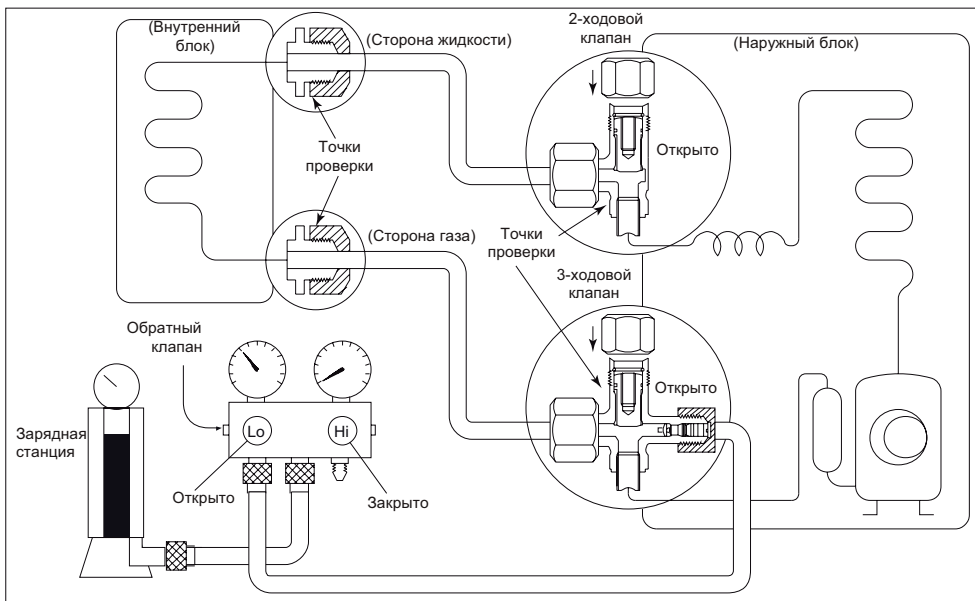 (Внутренний
блок)
(Сторона жидкости)
2-ходовой
клапан
(Наружный блок)
Точки
проверки
Открыто
(Сторона газа)
Точки
проверки
3-ходовой
клапан
Обратный
клапан
Открыто
Зарядная
станция
Lo
Hi
Открыто
Закрыто